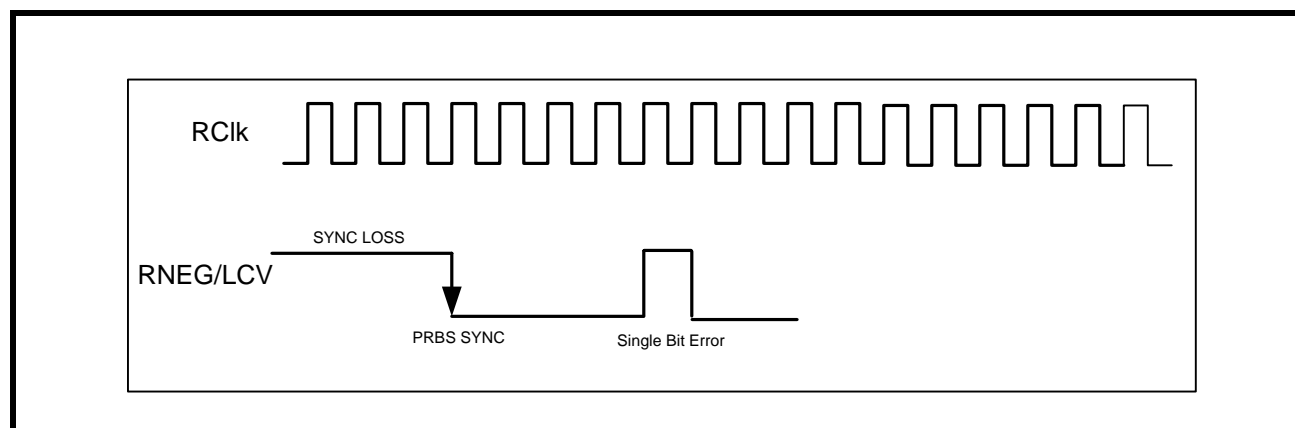 RClk
SYNC LOSS
RNEG/LCV
PRBS SYNC
Single Bit Error